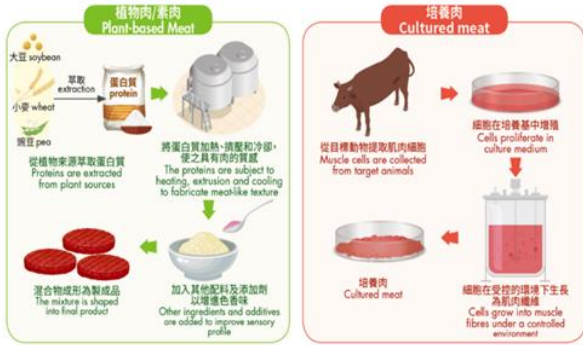 植物肉/素肉
Plant-based Meat
大豆 soybean
小麥 wheat
豌豆 pea
萃取
extraction
蛋白質
protein
從植物來源萃取蛋白質
Proteins are extracted
from plant sources
將蛋白質加熱、擠壓和冷卻,
使之具有肉的質感
The proteins are subject to
heating, extrusion and cooling
to fabricate meat-like texture
加入其他配料及添加劑
以增進色香味
Other ingredients and additives
are added to improve sensory
profile
混合物成形為製成品
The mixture is shaped
into final product
培養肉
Cultured meat
從目標動物提取肌肉細胞
Muscle cells are collected
from target animals
細胞在培養基中增殖
Cells proliferate in
culture medium
細胞在受控的環境下生長
為肌肉纖維
Cells grow into muscle
fibres under a controlled
environment
培養肉
Cultured meat